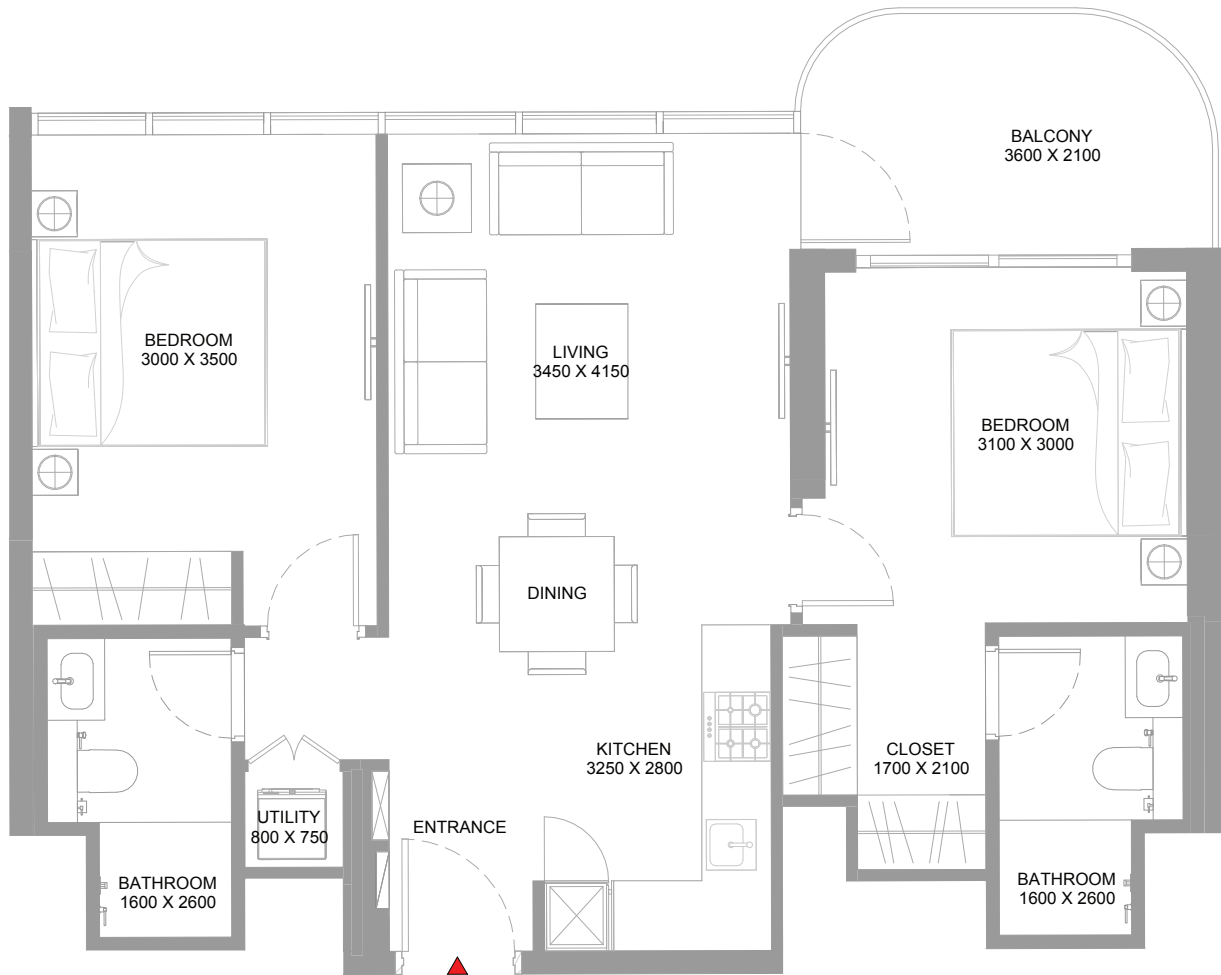 BALCONY
3600 X 2100
BEDROOM
3000 X 3500
LIVING
3450 X 4150
BEDROOM
3100 X 3000
DINING
KITCHEN
3250 X 2800
CLOSET
1700 X 2100
UTILITY
800 X 750
ENTRANCE
BATHROOM
1600 X 2600
BATHROOM
1600 X 2600